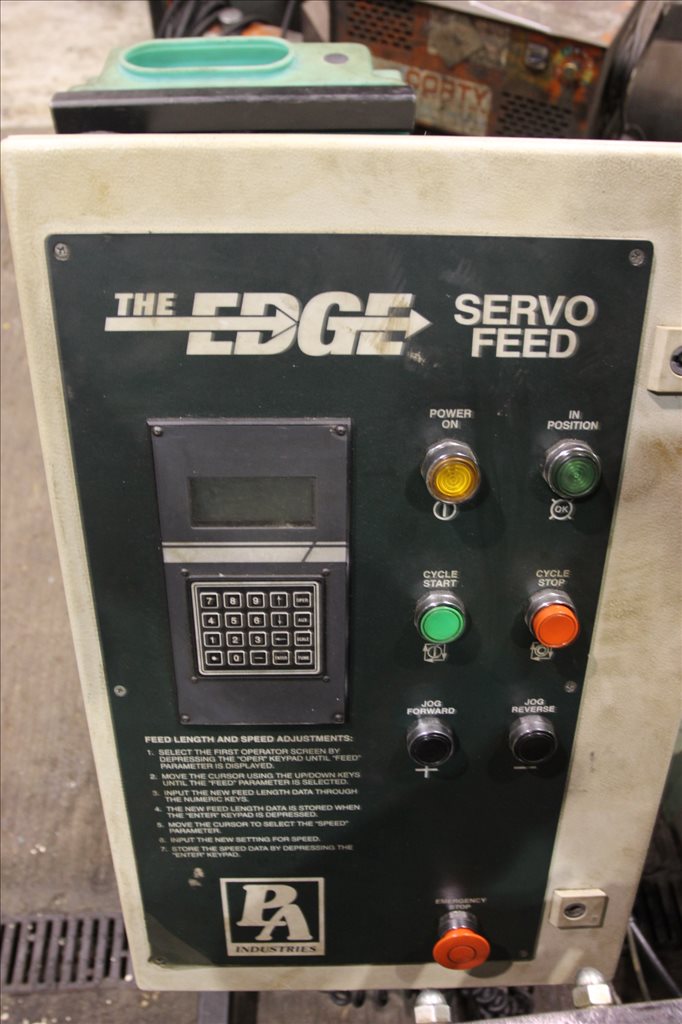 THE EDGE
SERVO
FEED
POWER
ON
IN
POSITION
OK
CYCLE
START
CYCLE
STOP
JOG
FORWARD
JOG
REVERSE
7 8 9 ↑ OPER
4 5 6 ↓ AUX
1 2 3 ←
0 —
FEED LENGTH AND SPEED ADJUSTMENTS:
1. SELECT THE FIRST OPERATOR SCREEN BY
DEPRESSING THE "OPER" KEYPAD UNTIL "FEED"
PARAMETER IS DISPLAYED.
2. MOVE THE CURSOR USING THE UP/DOWN KEYS
UNTIL THE "FEED" PARAMETER IS SELECTED.
3. INPUT THE NEW FEED LENGTH DATA THROUGH
THE NUMERIC KEYS.
4. THE NEW FEED LENGTH DATA IS STORED WHEN
THE "ENTER" KEYPAD IS DEPRESSED.
5. MOVE THE CURSOR TO SELECT THE "SPEED"
PARAMETER.
6. INPUT THE NEW SETTING FOR SPEED.
7. STORE THE SPEED DATA BY DEPRESSING THE
"ENTER" KEYPAD.
PA
INDUSTRIES
EMERGENCY
STOP